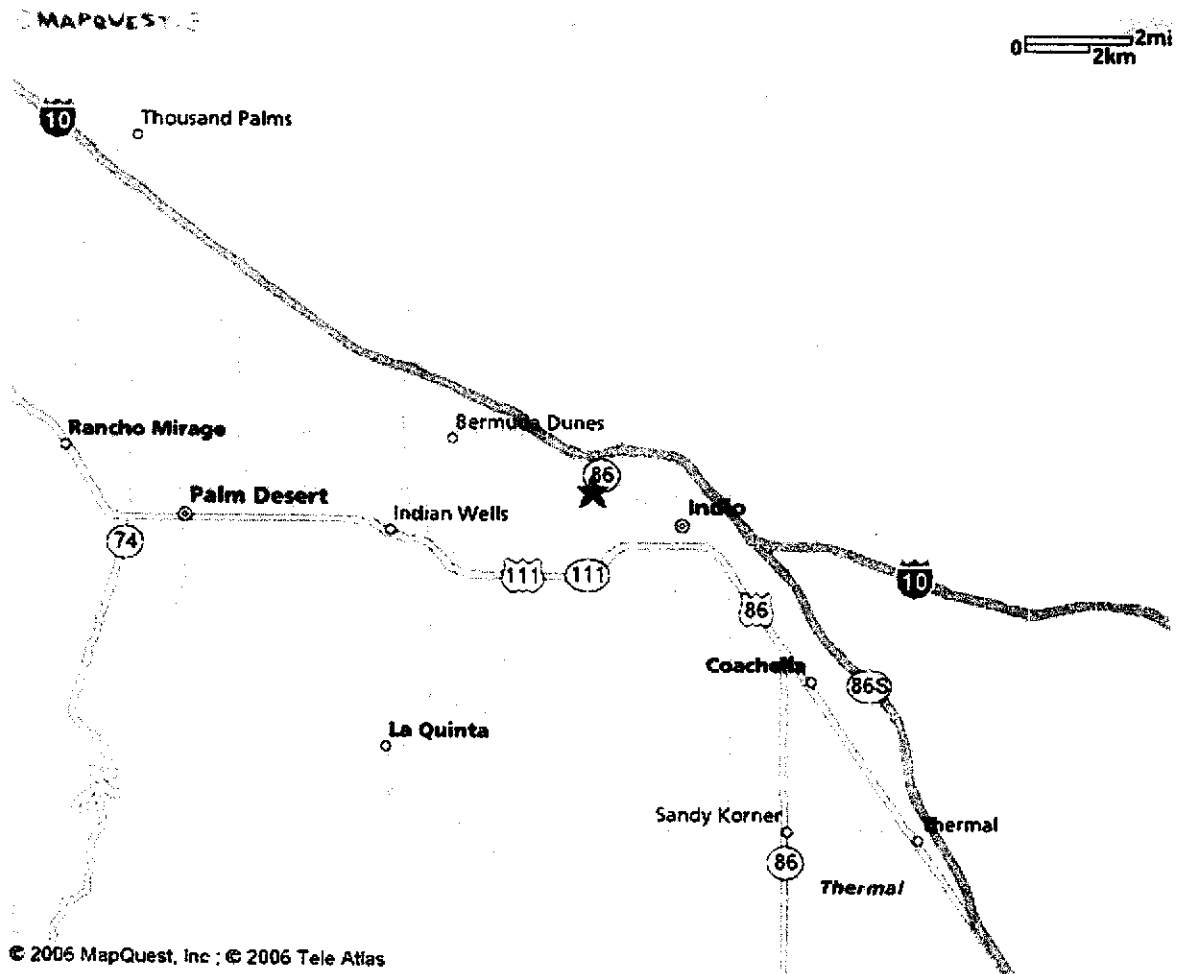 MAPQUEST
0 2mi
2km
10
Thousand Palms
Bermuda Dunes
Rancho Mirage
86
Palm Desert
Indian Wells
Indio
74
111
111
10
86
Coachella
86S
La Quinta
Sandy Korner
Thermal
86
Thermal
© 2006 MapQuest, Inc ; © 2006 Tele Atlas